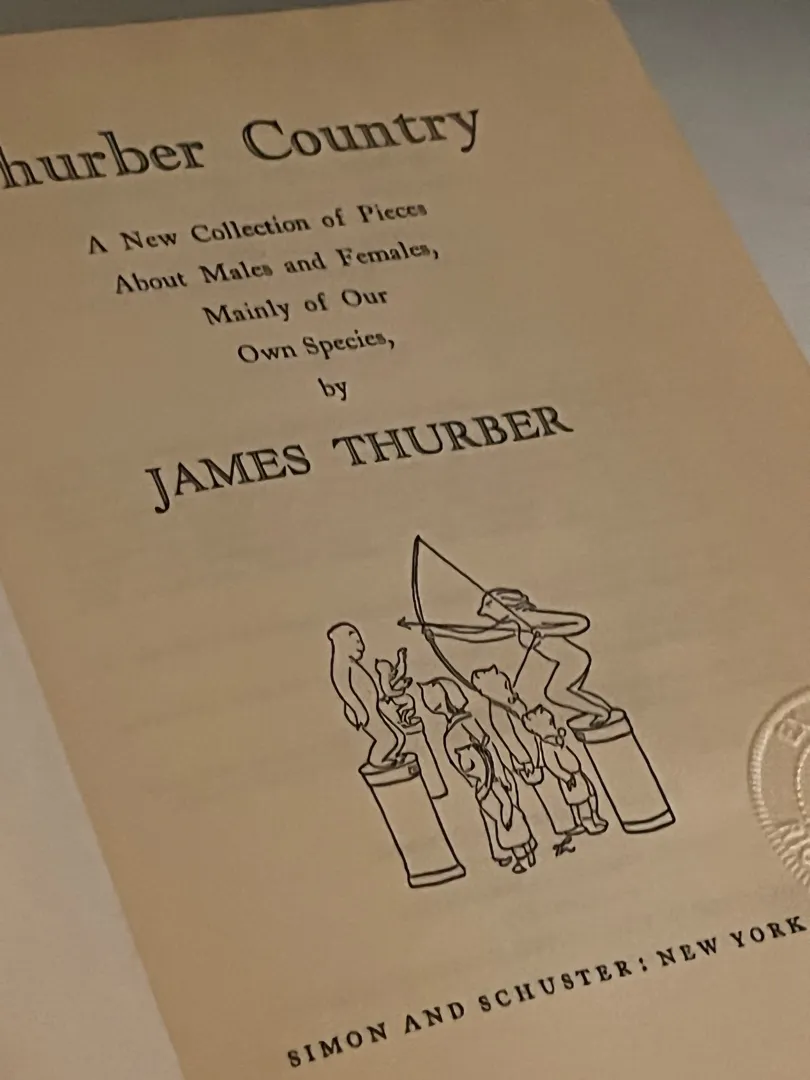 hurber Country
A New Collection of Pieces
About Males and Females,
Mainly of Our
Own Species,
by
JAMES THURBER
SIMON AND SCHUSTER : NEW YORK